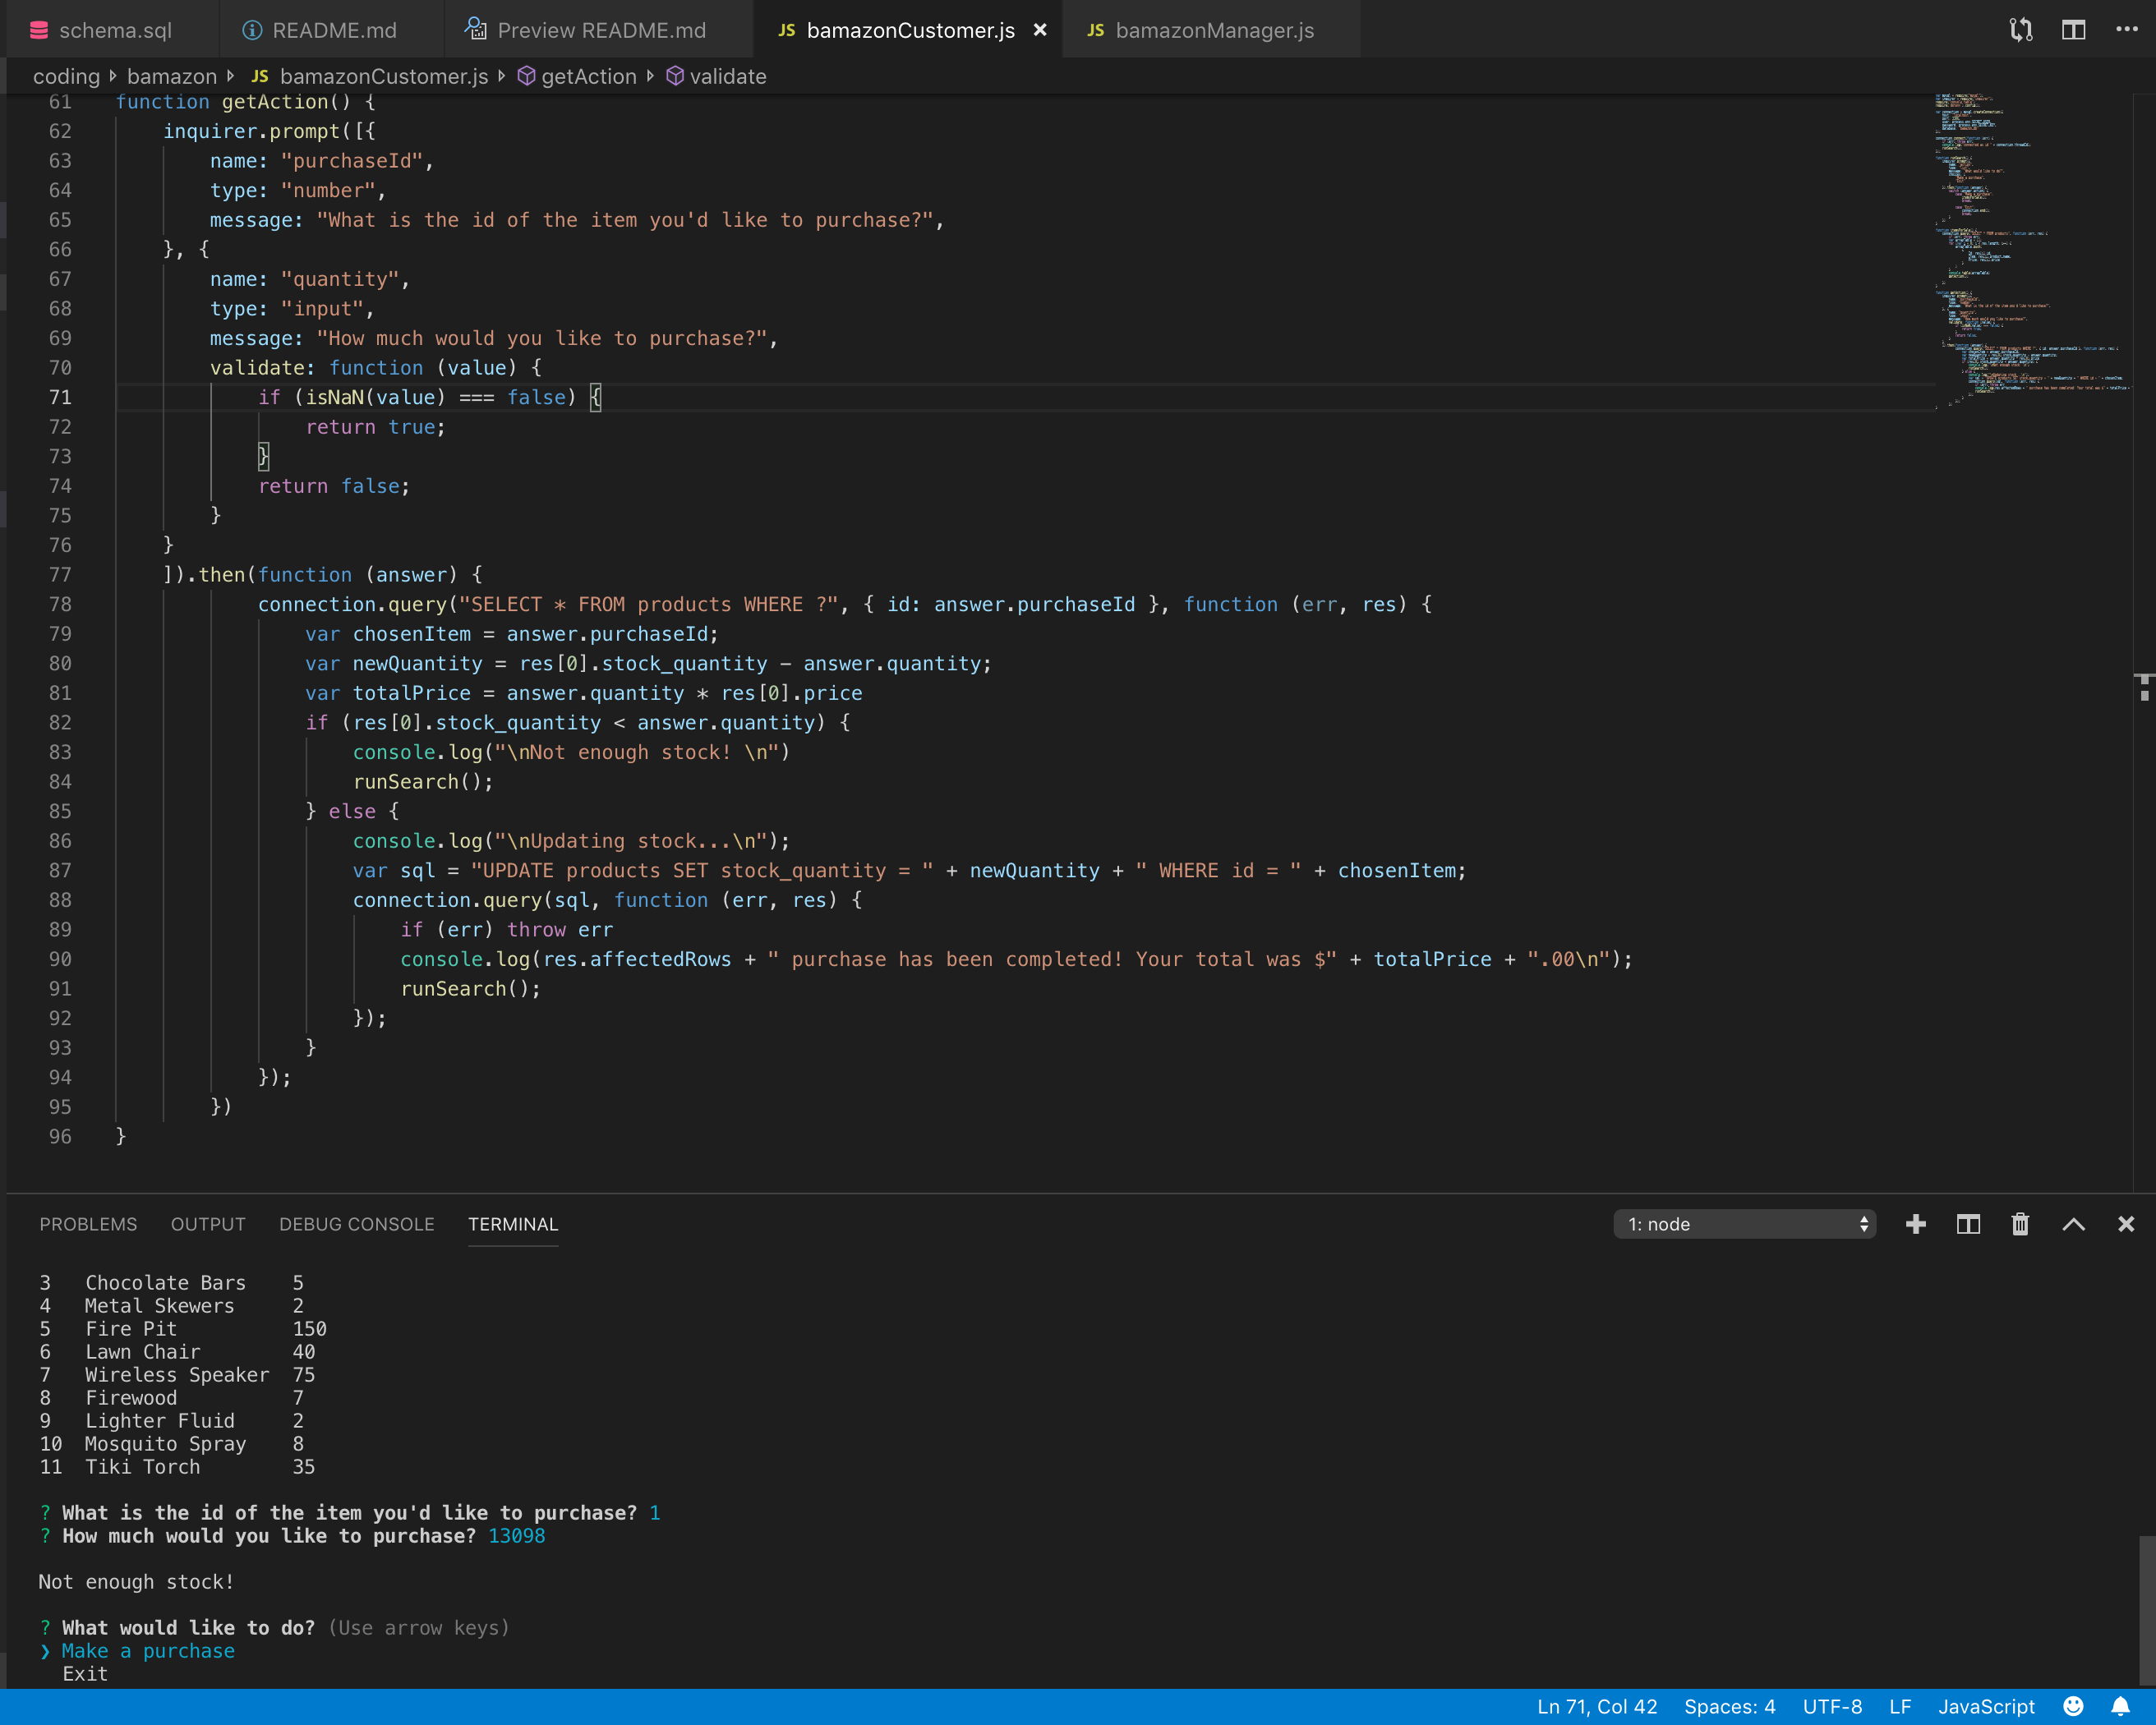 schema.sql README.md Preview README.md JS bamazonCustomer.js JS bamazonManager.js
coding bamazon JS bamazonCustomer.js getAction validate
61 function getAction() {
62 inquirer.prompt([{
63 name: "purchaseId",
64 type: "number",
65 message: "What is the id of the item you'd like to purchase?",
66 }, {
67 name: "quantity",
68 type: "input",
69 message: "How much would you like to purchase?",
70 validate: function (value) {
71 if (isNaN(value) === false) {
72 return true;
73 }
74 return false;
75 }
76 }
77 ]).then(function (answer) {
78 connection.query("SELECT * FROM products WHERE ?", { id: answer.purchaseId }, function (err, res) {
79 var chosenItem = answer.purchaseId;
80 var newQuantity = res[0].stock_quantity - answer.quantity;
81 var totalPrice = answer.quantity * res[0].price
82 if (res[0].stock_quantity < answer.quantity) {
83 console.log("\nNot enough stock! \n")
84 runSearch();
85 } else {
86 console.log("\nUpdating stock...\n");
87 var sql = "UPDATE products SET stock_quantity = " + newQuantity + " WHERE id = " + chosenItem;
88 connection.query(sql, function (err, res) {
89 if (err) throw err
90 console.log(res.affectedRows + " purchase has been completed! Your total was $" + totalPrice + ".00\n");
91 runSearch();
92 });
93 }
94 });
95 })
96 }
PROBLEMS OUTPUT DEBUG CONSOLE TERMINAL 1: node
3 Chocolate Bars 5
4 Metal Skewers 2
5 Fire Pit 150
6 Lawn Chair 40
7 Wireless Speaker 75
8 Firewood 7
9 Lighter Fluid 2
10 Mosquito Spray 8
11 Tiki Torch 35
? What is the id of the item you'd like to purchase? 1
? How much would you like to purchase? 13098
Not enough stock!
? What would like to do? (Use arrow keys)
❯ Make a purchase
Exit
Ln 71, Col 42 Spaces: 4 UTF-8 LF JavaScript